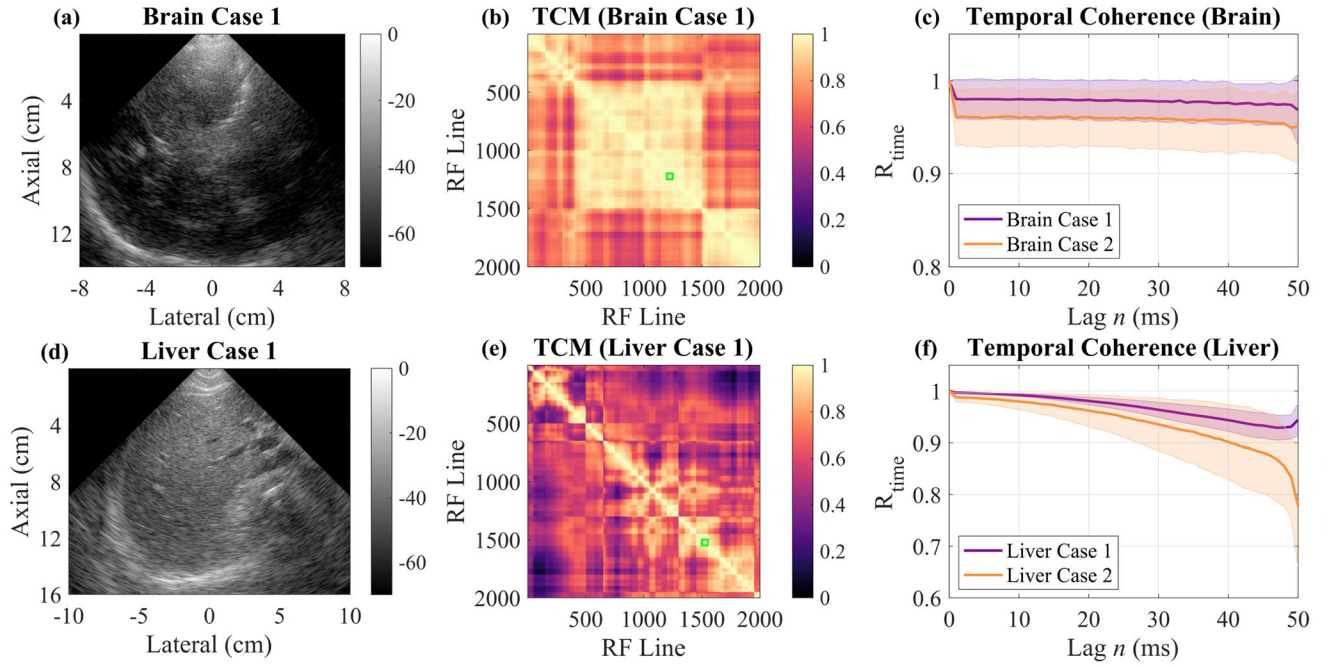 (a) Brain Case 1
0
-20
-40
-60
4
8
12
Axial (cm)
-8 -4 0 4 8
Lateral (cm)
(b) TCM (Brain Case 1)
500
1000
1500
2000
RF Line
500 1000 1500 2000
RF Line
1
0.8
0.6
0.4
0.2
0
(c) Temporal Coherence (Brain)
1
0.9
0.8
R_time
Brain Case 1
Brain Case 2
0 10 20 30 40 50
Lag n (ms)
(d) Liver Case 1
0
-20
-40
-60
4
8
12
16
Axial (cm)
-10 -5 0 5 10
Lateral (cm)
(e) TCM (Liver Case 1)
500
1000
1500
2000
RF Line
500 1000 1500 2000
RF Line
1
0.8
0.6
0.4
0.2
0
(f) Temporal Coherence (Liver)
1
0.9
0.8
0.7
0.6
R_time
Liver Case 1
Liver Case 2
0 10 20 30 40 50
Lag n (ms)